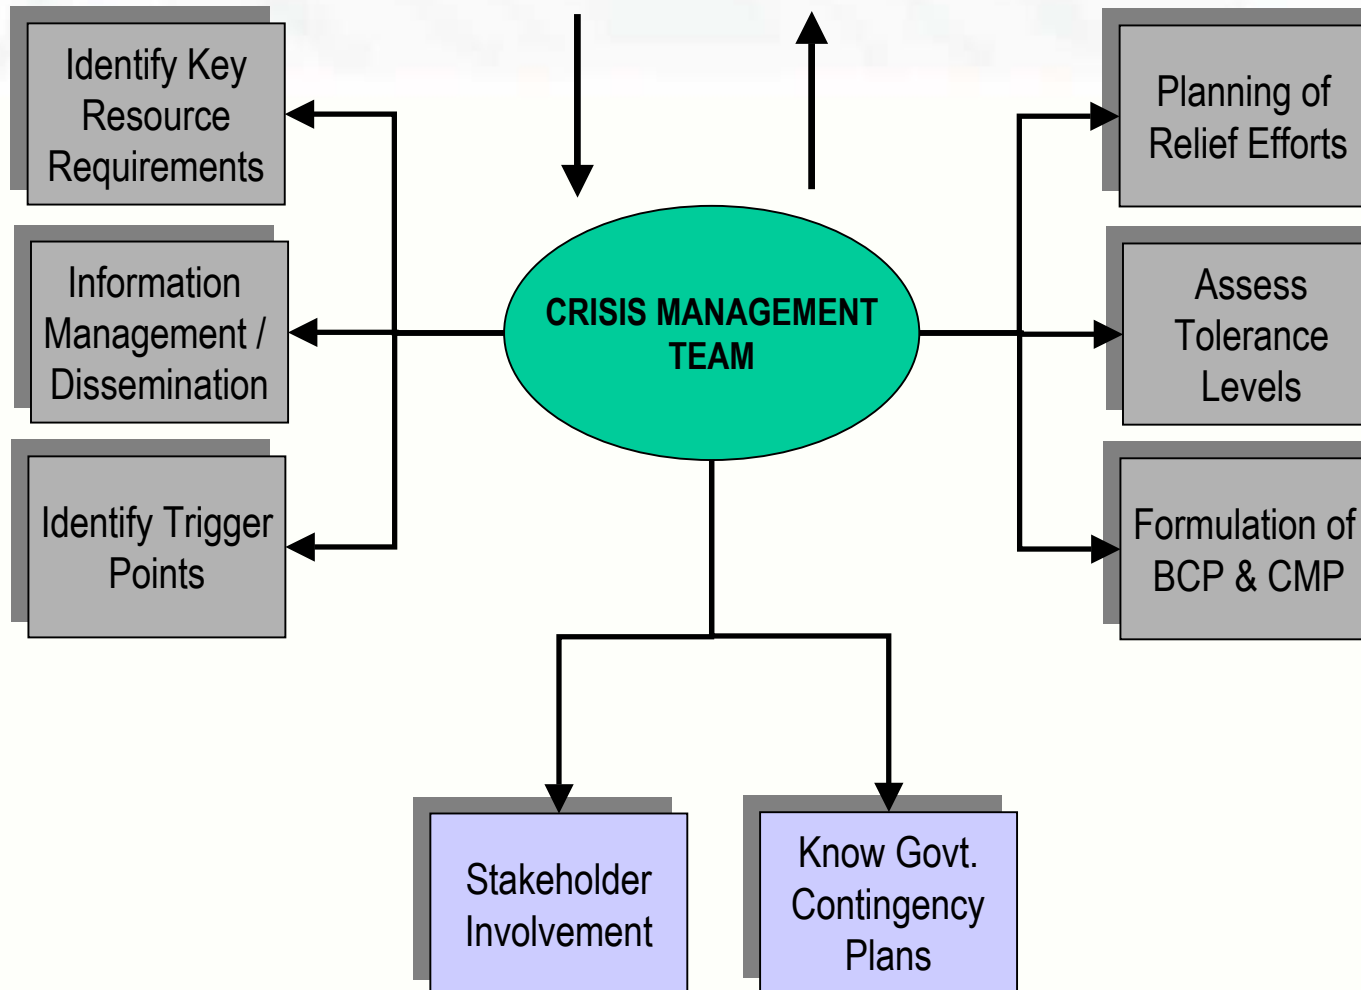 Identify Key
Resource
Requirements
Information
Management /
Dissemination
Identify Trigger
Points
CRISIS MANAGEMENT
TEAM
Planning of
Relief Efforts
Assess
Tolerance
Levels
Formulation of
BCP & CMP
Stakeholder
Involvement
Know Govt.
Contingency
Plans